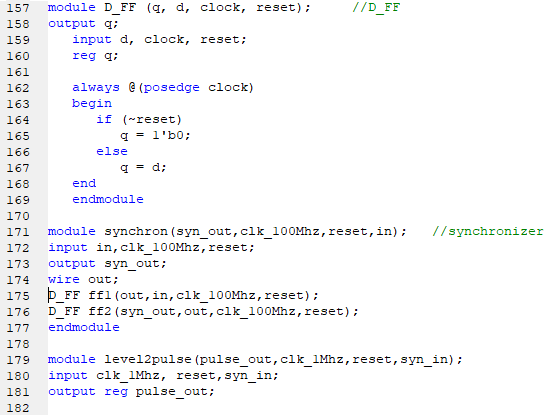 157 module D_FF (q, d, clock, reset);     //D_FF
158 output q;
159    input d, clock, reset;
160    reg q;
161
162    always @(posedge clock)
163    begin
164       if (~reset)
165          q = 1'b0;
166       else
167          q = d;
168    end
169    endmodule
170
171 module synchron(syn_out,clk_100Mhz,reset,in);   //synchronizer
172 input in,clk_100Mhz,reset;
173 output syn_out;
174 wire out;
175 D_FF ff1(out,in,clk_100Mhz,reset);
176 D_FF ff2(syn_out,out,clk_100Mhz,reset);
177 endmodule
178
179 module level2pulse(pulse_out,clk_1Mhz,reset,syn_in);
180 input clk_1Mhz, reset,syn_in;
181 output reg pulse_out;
182